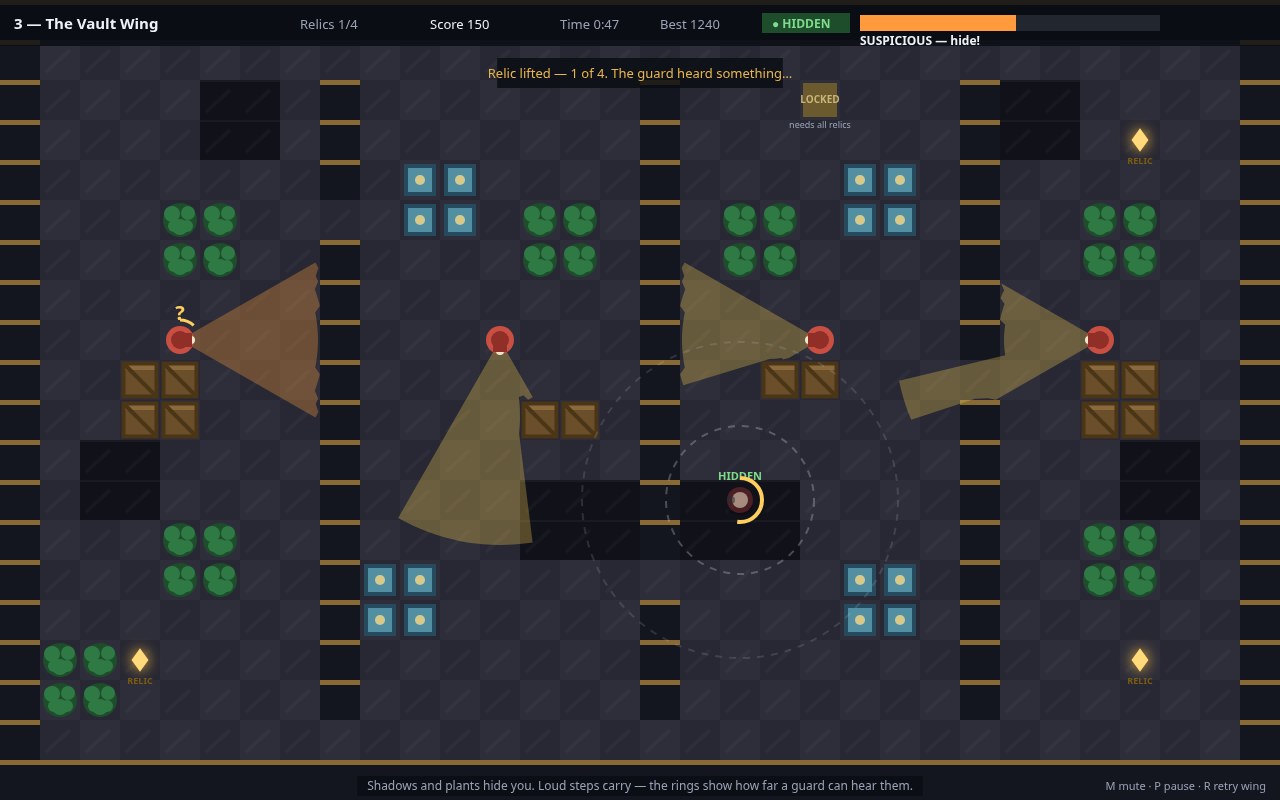 3 — The Vault Wing
Relics 1/4
Score 150
Time 0:47
Best 1240
● HIDDEN
SUSPICIOUS — hide!
Relic lifted — 1 of 4. The guard heard something...
LOCKED
needs all relics
RELIC
?
HIDDEN
RELIC
RELIC
Shadows and plants hide you. Loud steps carry — the rings show how far a guard can hear them.
M mute · P pause · R retry wing